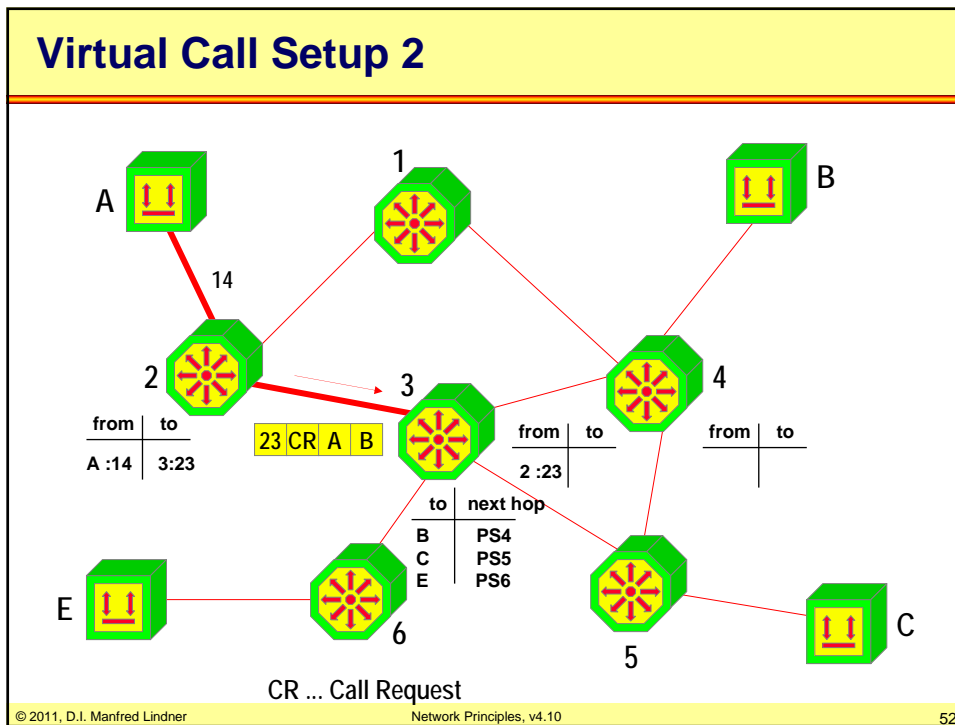 Virtual Call Setup 2
1
A
B
14
2
3
4
from to
A :14 3:23
23 CR A B
from to
2 :23
from to
to next hop
B PS4
C PS5
E PS6
E
6
5
C
CR ... Call Request
© 2011, D.I. Manfred Lindner Network Principles, v4.10 52